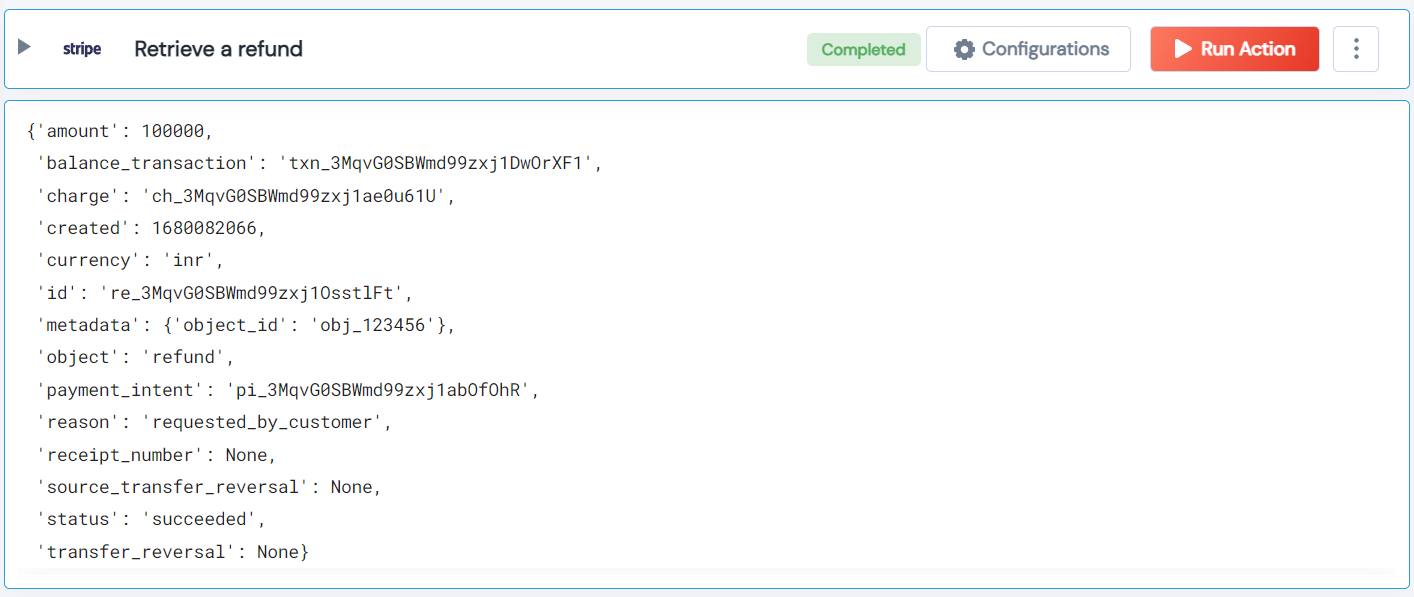 stripe Retrieve a refund Completed Configurations Run Action
{'amount': 100000,
'balance_transaction': 'txn_3MqvG0SBWmd99zxj1DwOrXF1',
'charge': 'ch_3MqvG0SBWmd99zxj1ae0u61U',
'created': 1680082066,
'currency': 'inr',
'id': 're_3MqvG0SBWmd99zxj1OsstlFt',
'metadata': {'object_id': 'obj_123456'},
'object': 'refund',
'payment_intent': 'pi_3MqvG0SBWmd99zxj1abOfOhR',
'reason': 'requested_by_customer',
'receipt_number': None,
'source_transfer_reversal': None,
'status': 'succeeded',
'transfer_reversal': None}